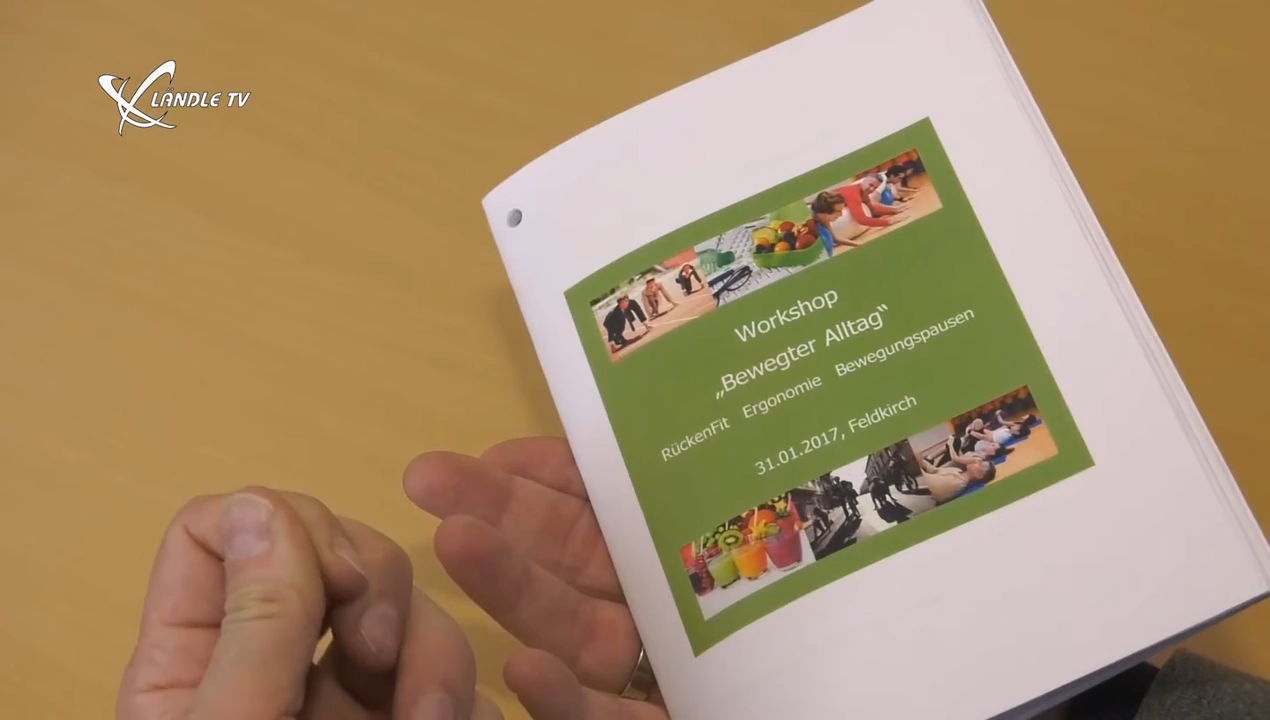 LÄNDLE TV
Workshop
„Bewegter Alltag“
RückenFit Ergonomie Bewegungspausen
31.01.2017, Feldkirch